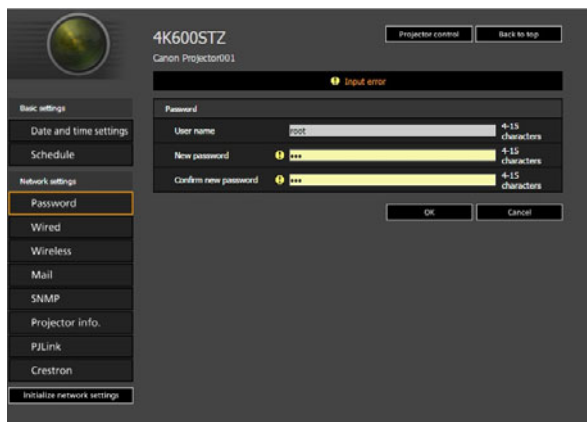 4K600STZ
Projector control
Back to top
Canon Projector001
Input error
Basic settings
Date and time settings
Schedule
Network settings
Password
Wired
Wireless
Mail
SNMP
Projector info.
PJLink
Crestron
Initialize network settings
Password
User name
root
4-15
characters
New password
•••
4-15
characters
Confirm new password
•••
4-15
characters
OK
Cancel